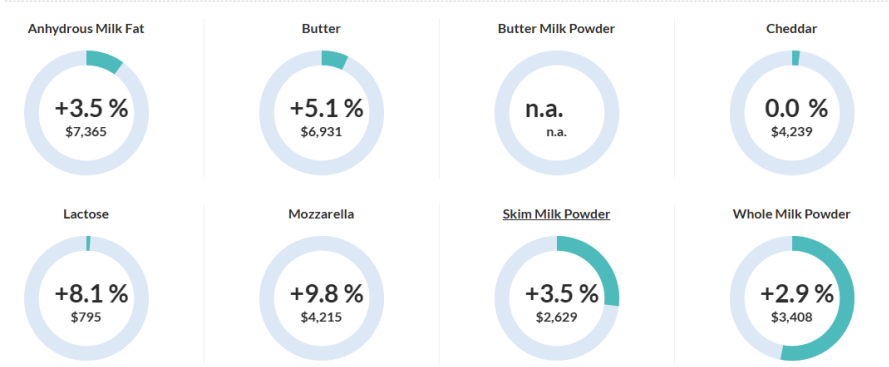 Anhydrous Milk Fat
+3.5 %
$7,365
Butter
+5.1 %
$6,931
Butter Milk Powder
n.a.
n.a.
Cheddar
0.0 %
$4,239
Lactose
+8.1 %
$795
Mozzarella
+9.8 %
$4,215
Skim Milk Powder
+3.5 %
$2,629
Whole Milk Powder
+2.9 %
$3,408